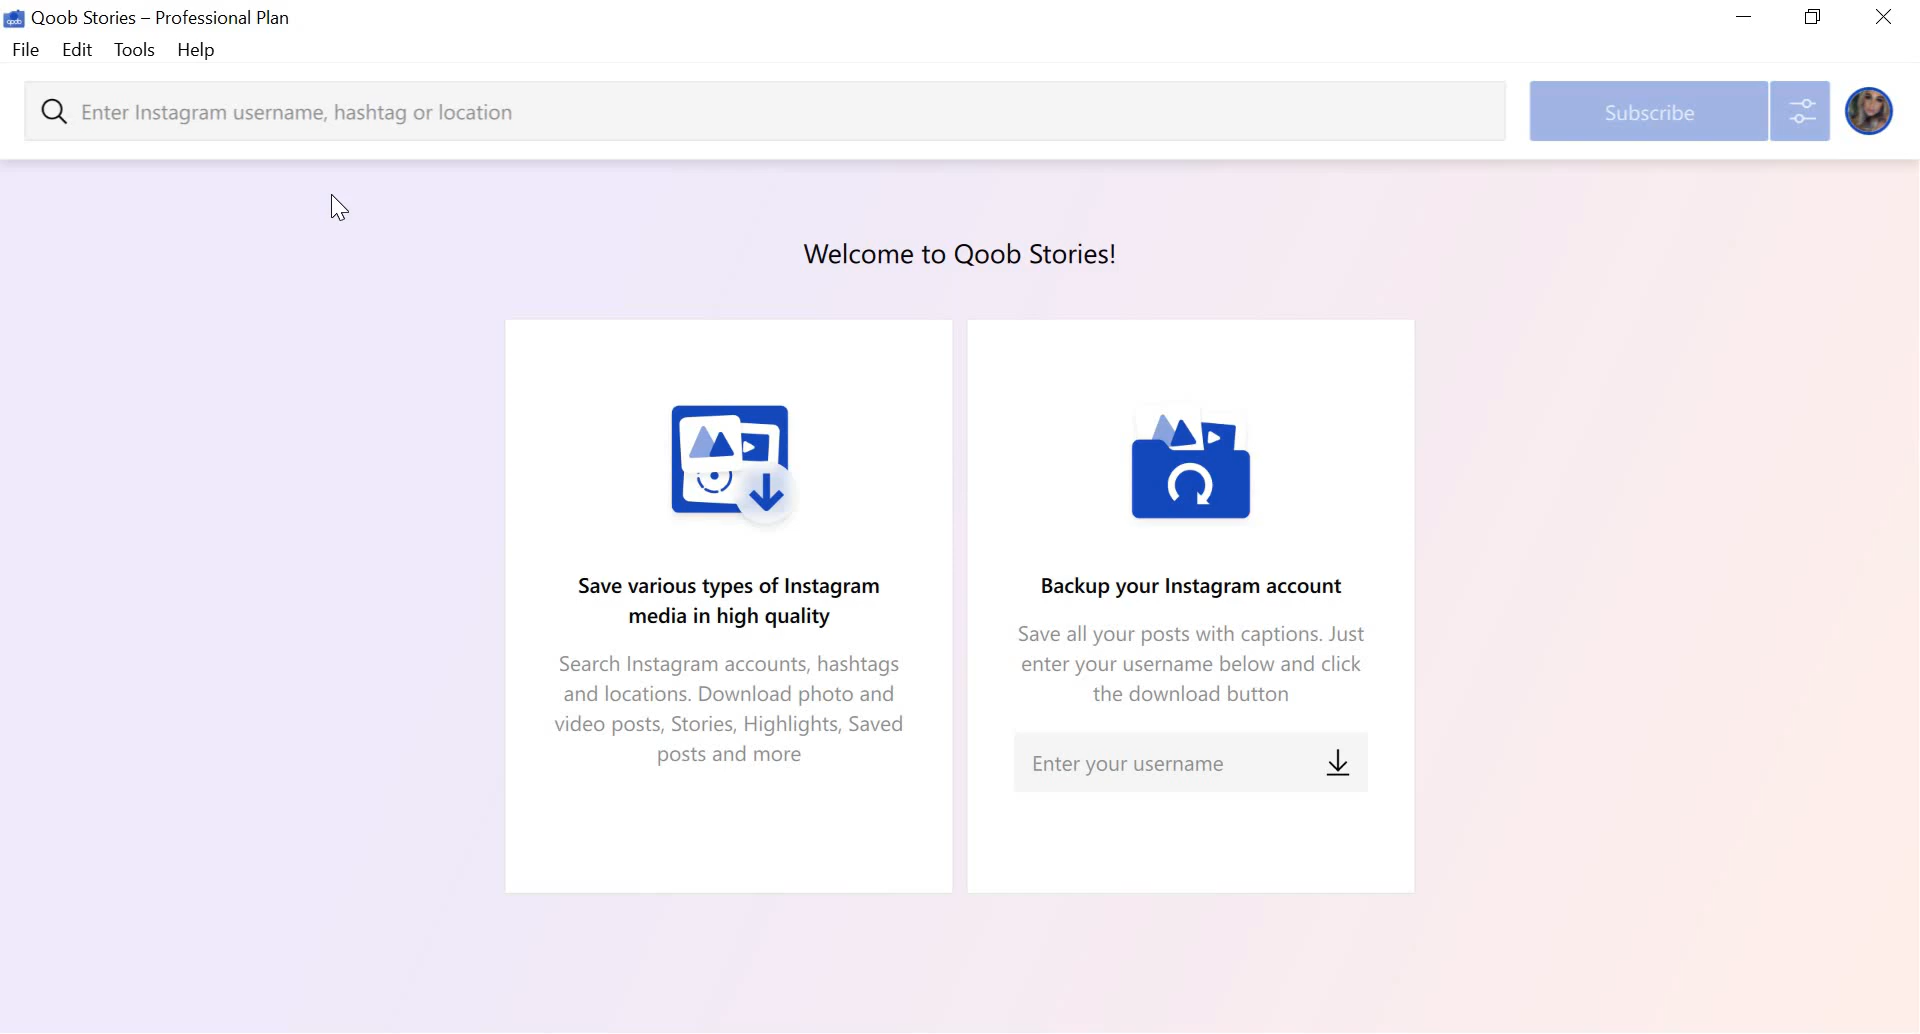 Qoob Stories – Professional Plan
File Edit Tools Help
Enter Instagram username, hashtag or location
Subscribe
Welcome to Qoob Stories!
Save various types of Instagram
media in high quality
Search Instagram accounts, hashtags
and locations. Download photo and
video posts, Stories, Highlights, Saved
posts and more
Backup your Instagram account
Save all your posts with captions. Just
enter your username below and click
the download button
Enter your username